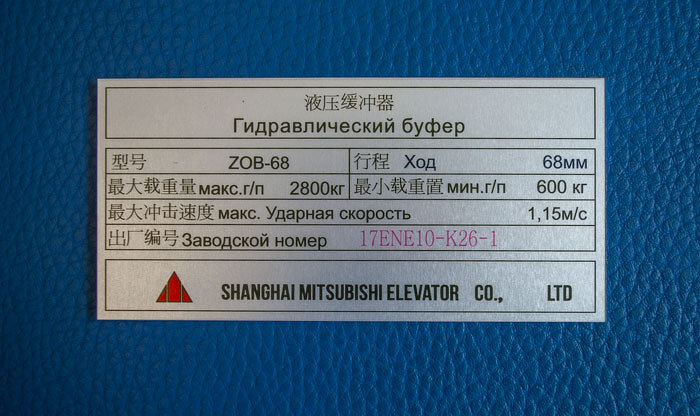 液压缓冲器
Гидравлический буфер
型号 ZOB-68 行程 Ход 68мм
最大载重量 макс.г/п 2800кг 最小载重置 мин.г/п 600 кг
最大冲击速度 макс. Ударная скорость 1,15м/с
出厂编号 Заводской номер 17ENE10-K26-1
SHANGHAI MITSUBISHI ELEVATOR CO., LTD